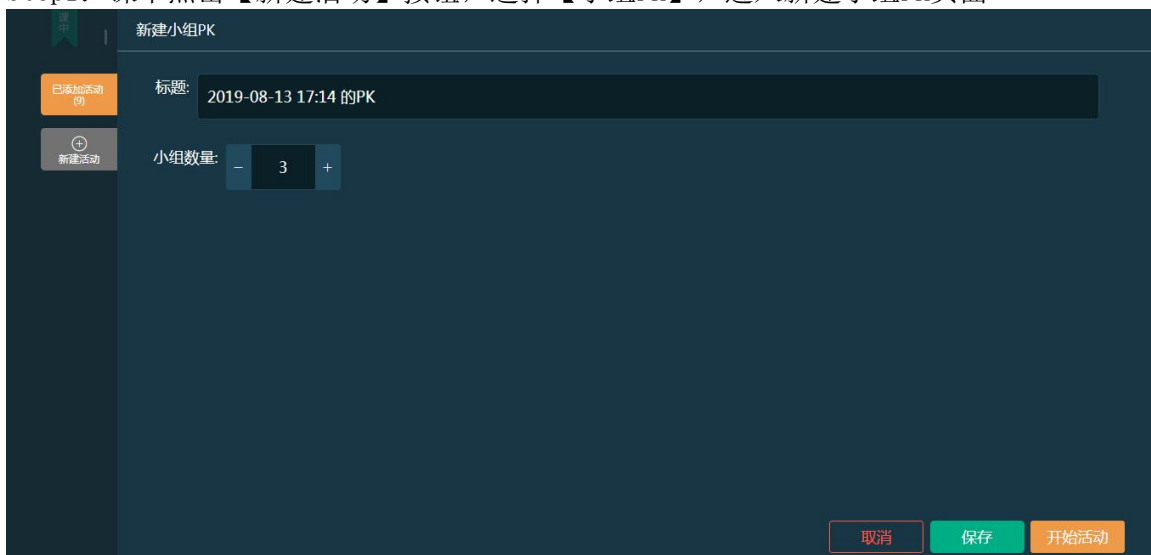 新建小组PK
课中
已添加活动
(9)
标题:
2019-08-13 17:14 的PK
新建活动
小组数量:
-
3
+
取消
保存
开始活动